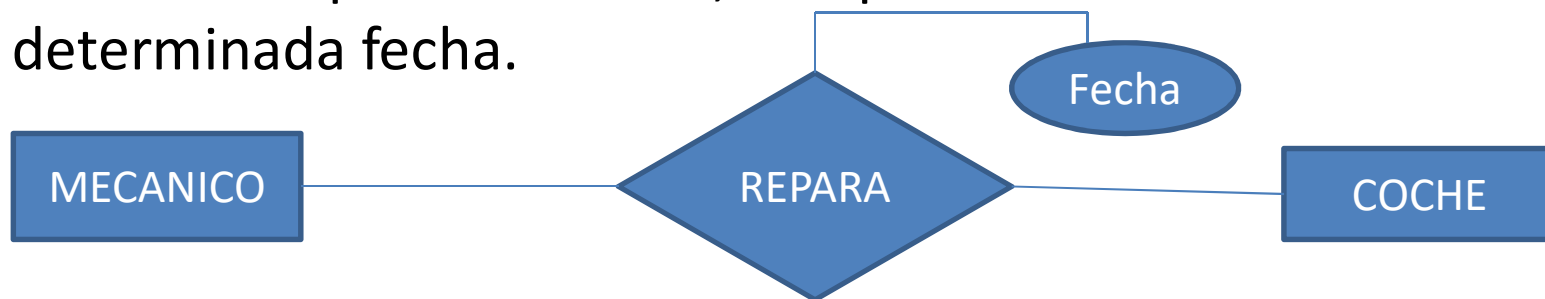 determinada fecha.
Fecha
MECANICO
REPARA
COCHE